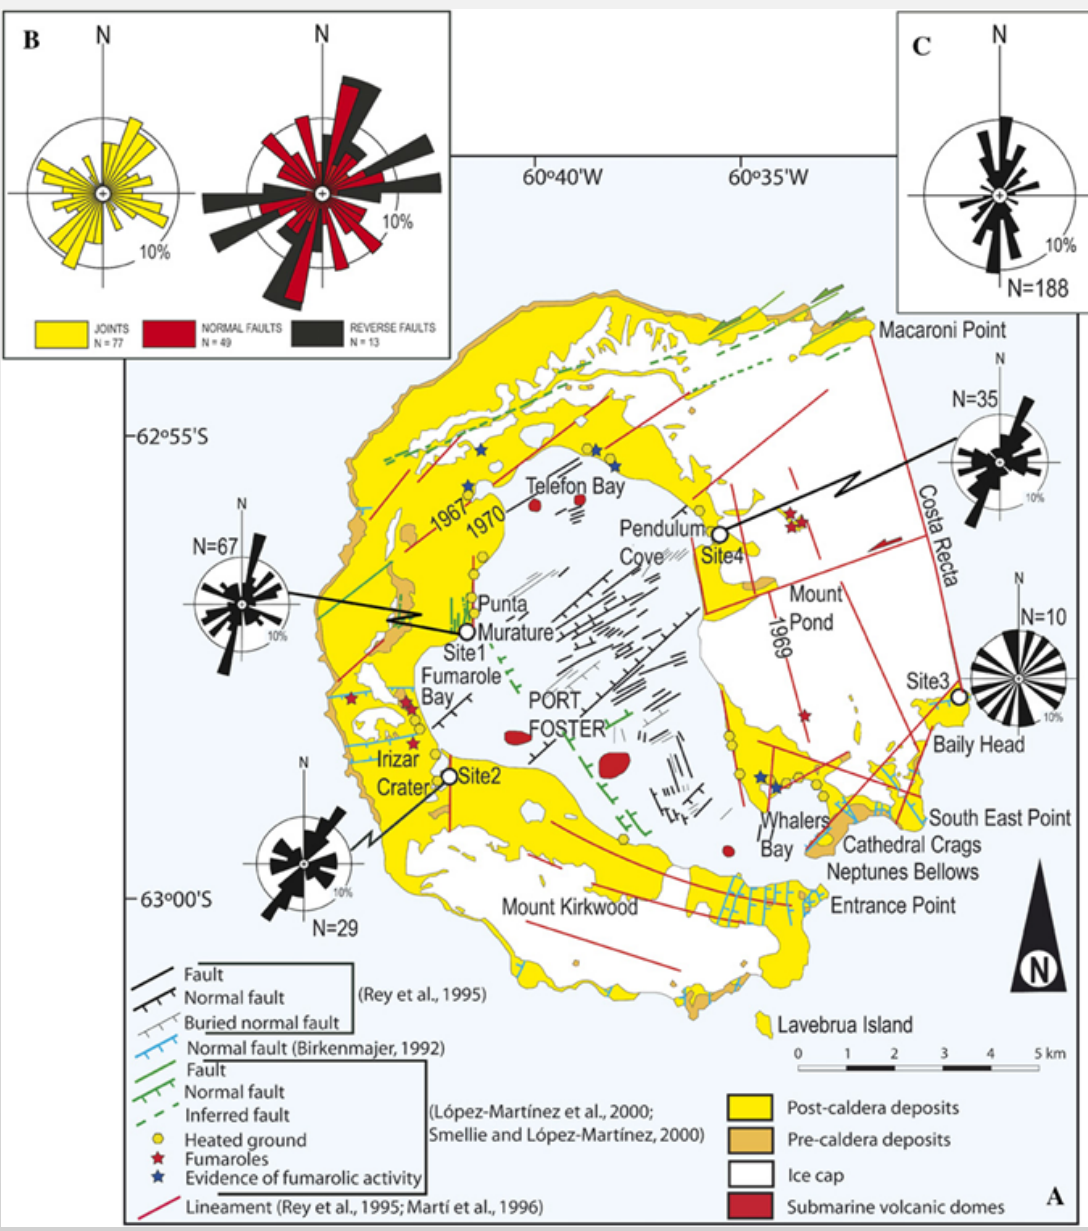 B
N
N
10%
10%
JOINTS
N = 77
NORMAL FAULTS
N = 49
REVERSE FAULTS
N = 13
C
N
10%
N=188
60º40'W
60º35'W
62º55'S
63º00'S
Macaroni Point
N
N=35
10%
Costa Recta
Telefon Bay
1967
1970
Pendulum
Cove
Site4
N
N=67
10%
Punta
Murature
Site1
Fumarole
Bay
Mount
Pond
1969
N
N=10
10%
Site3
Baily Head
PORT
FOSTER
Irizar
Crater
Site2
N
10%
N=29
Whalers
Bay
South East Point
Cathedral Crags
Neptunes Bellows
Mount Kirkwood
Entrance Point
N
Lavebrua Island
0 1 2 3 4 5 km
Fault
Normal fault
Buried normal fault
(Rey et al., 1995)
Normal fault (Birkenmajer, 1992)
Fault
Normal fault
Inferred fault
Heated ground
Fumaroles
Evidence of fumarolic activity
(López-Martínez et al., 2000;
Smellie and López-Martínez, 2000)
Lineament (Rey et al., 1995; Martí et al., 1996)
Post-caldera deposits
Pre-caldera deposits
Ice cap
Submarine volcanic domes
A